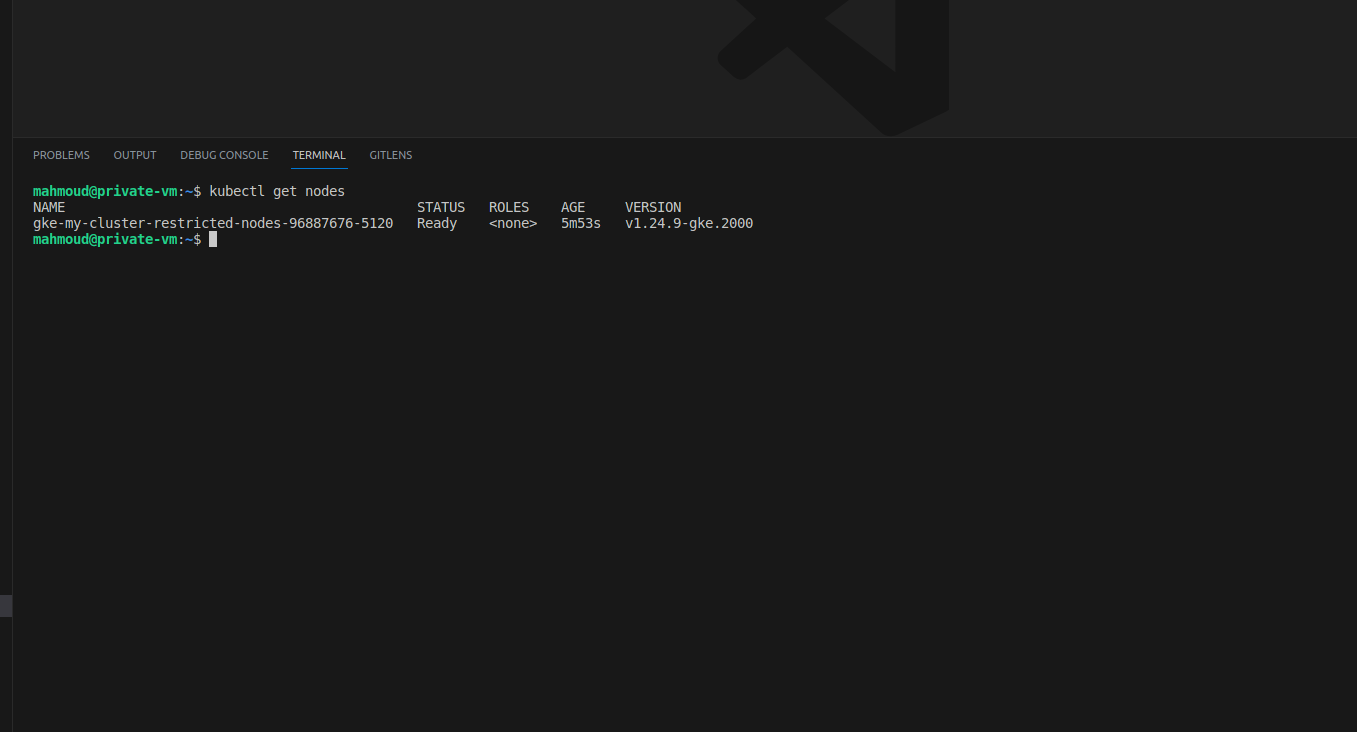 PROBLEMS OUTPUT DEBUG CONSOLE TERMINAL GITLENS
mahmoud@private-vm:~$ kubectl get nodes
NAME STATUS ROLES AGE VERSION
gke-my-cluster-restricted-nodes-96887676-5120 Ready <none> 5m53s v1.24.9-gke.2000
mahmoud@private-vm:~$